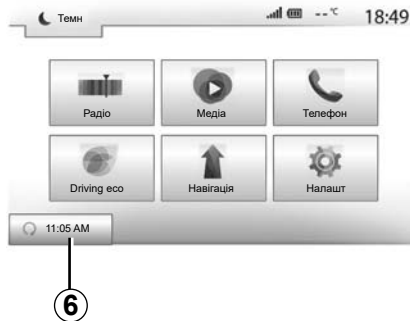 Темн
--°C 18:49
Радіо Медіа Телефон
Driving eco Навігація Налашт
11:05 AM
6